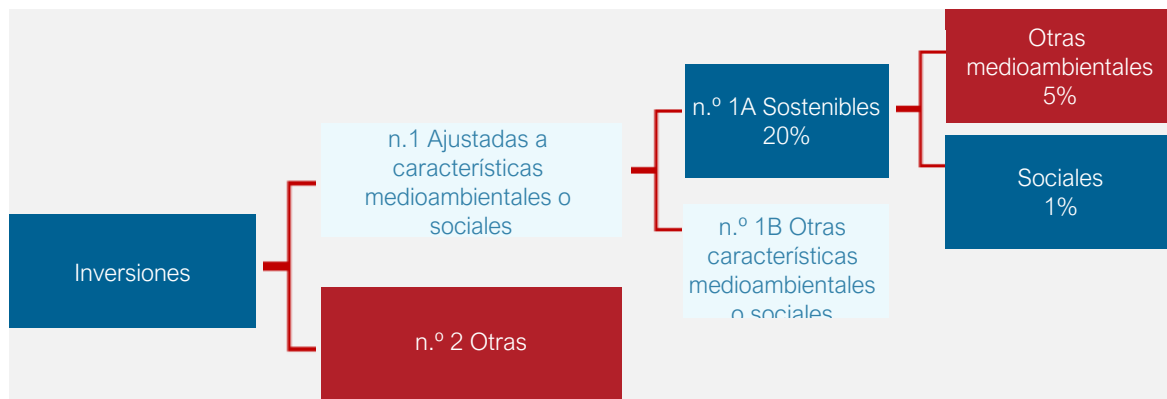 Inversiones
n.1 Ajustadas a
características
medioambientales o
sociales
n.º 2 Otras
n.º 1A Sostenibles
20%
n.º 1B Otras
características
medioambientales
o sociales
Otras
medioambientales
5%
Sociales
1%